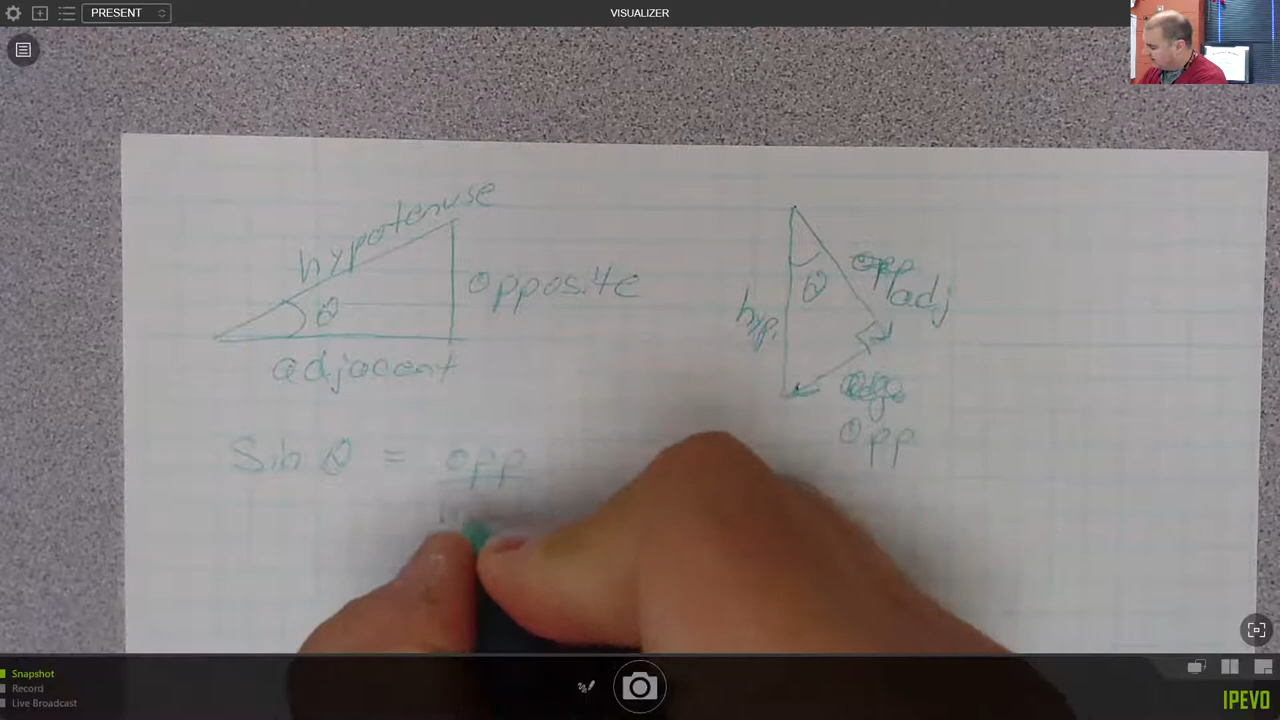 PRESENT
VISUALIZER
hypotenuse
θ
opposite
adjacent
opp
adj
θ
hyp.
opp
Sin θ = opp
Snapshot
Record
Live Broadcast
IPEVO